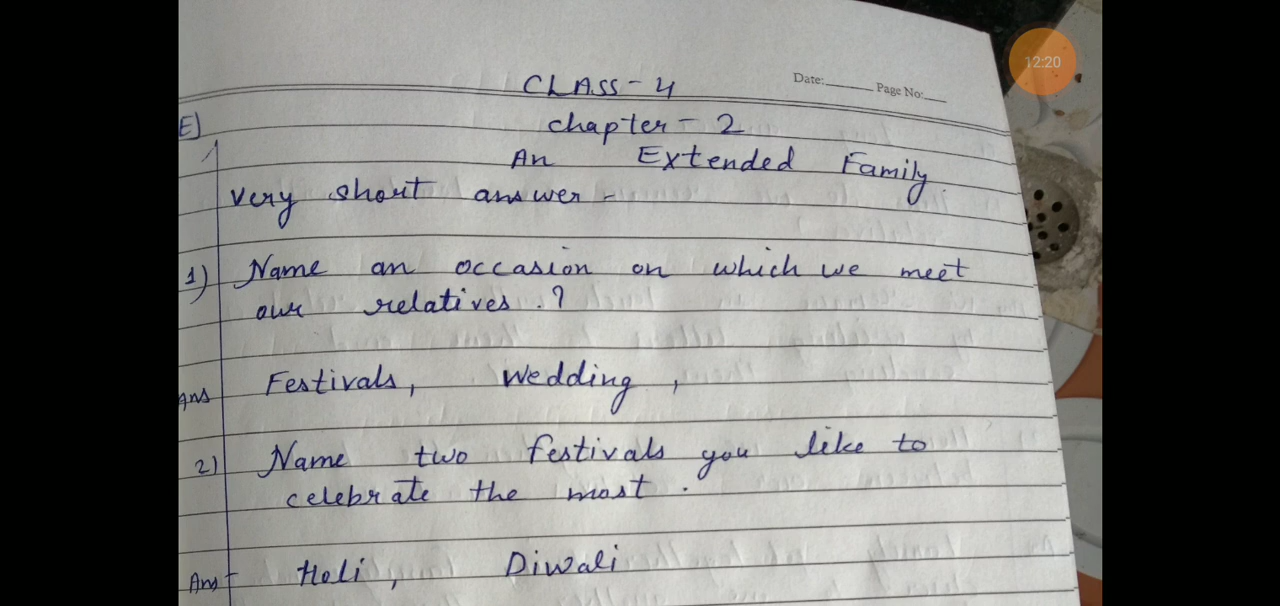 12:20
Date:______ Page No:___
CLASS - 4
E]
chapter - 2
An Extended Family
very short answer -
1) Name an occasion on which we meet
our relatives . ?
Ans Festivals, Wedding ,
2) Name two festivals you like to
celebrate the most .
Ans - Holi, Diwali